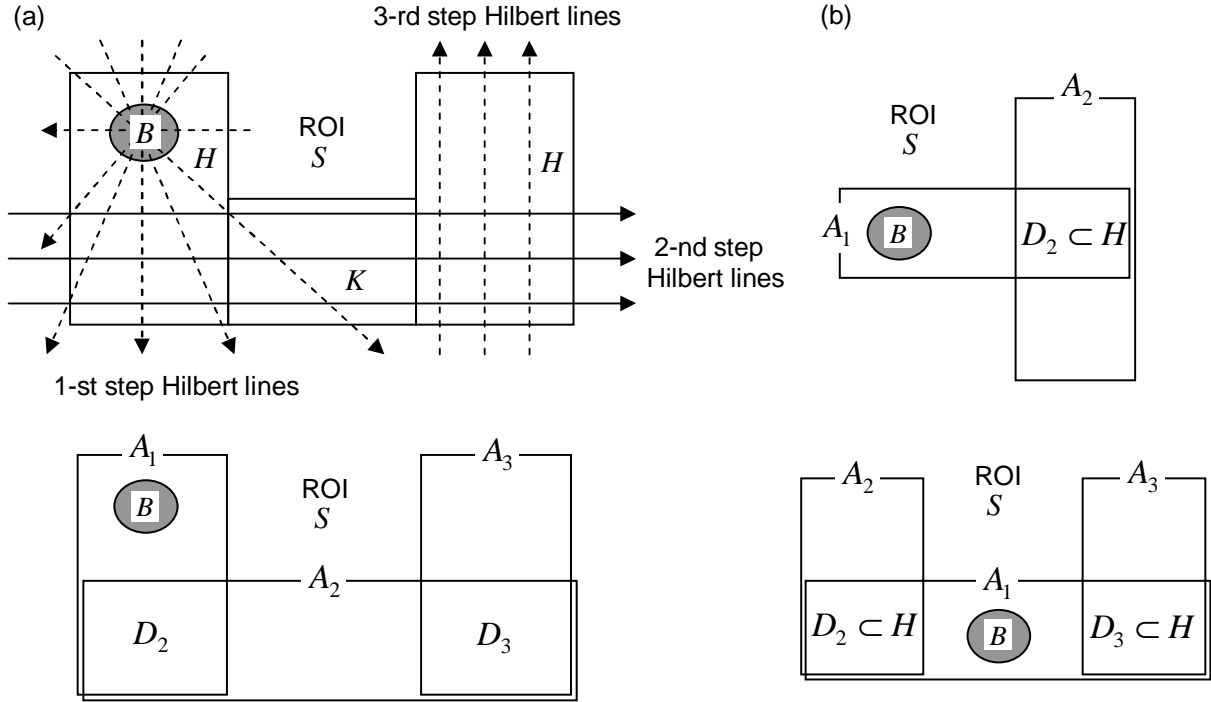 (a)
3-rd step Hilbert lines
B
H
ROI
S
H
K
2-nd step
Hilbert lines
1-st step Hilbert lines
A₁
B
ROI
S
A₃
A₂
D₂
D₃
(b)
A₂
ROI
S
A₁
B
D₂ ⊂ H
A₂
ROI
S
A₃
A₁
D₂ ⊂ H
B
D₃ ⊂ H